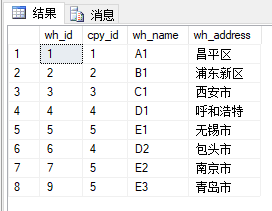 结果 消息
wh_id cpy_id wh_name wh_address
1 1 1 A1 昌平区
2 2 2 B1 浦东新区
3 3 3 C1 西安市
4 4 4 D1 呼和浩特
5 5 5 E1 无锡市
6 6 4 D2 包头市
7 7 5 E2 南京市
8 9 5 E3 青岛市